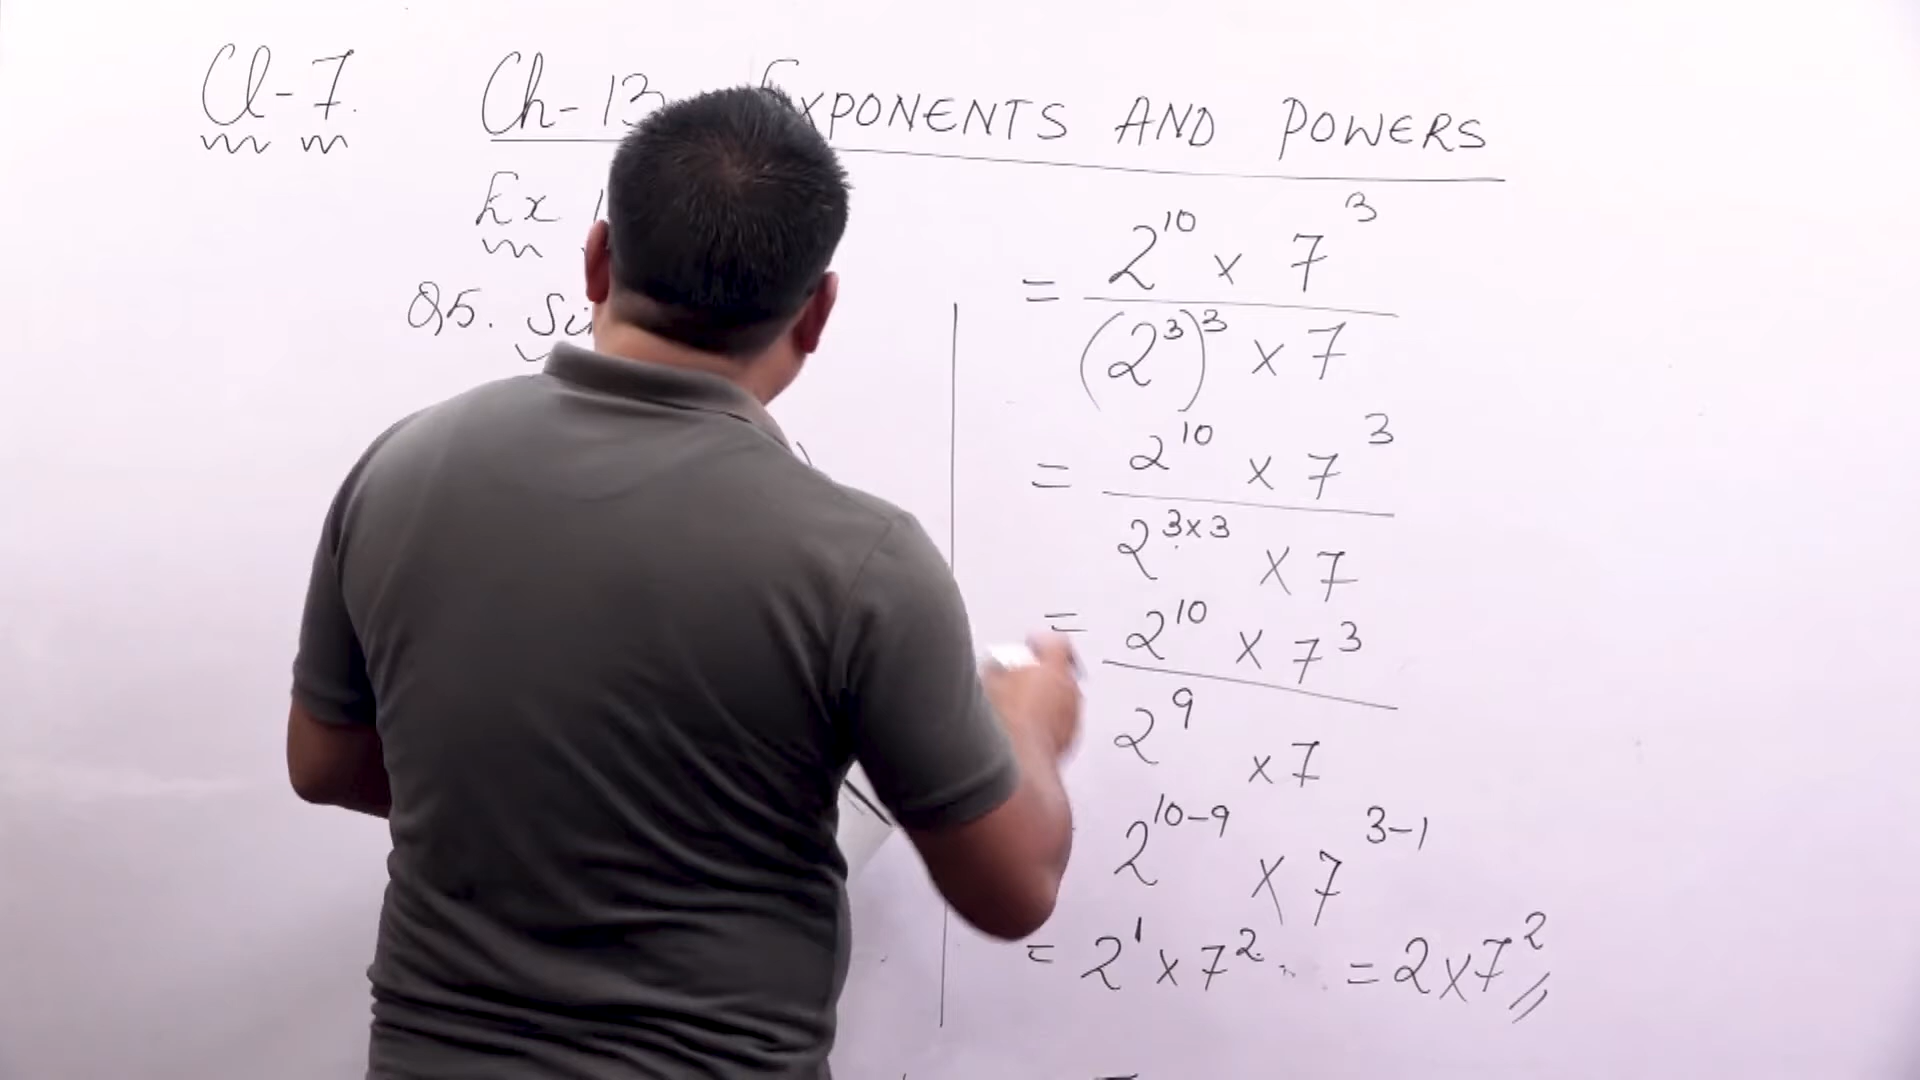 Cl-7. Ch-13 EXPONENTS AND POWERS
Ex
Q5.
= 2^10 × 7^3
(2^3)^3 × 7
= 2^10 × 7^3
2^3×3 × 7
= 2^10 × 7^3
2^9 × 7
2^10-9 × 7^3-1
= 2^1 × 7^2 = 2×7^2